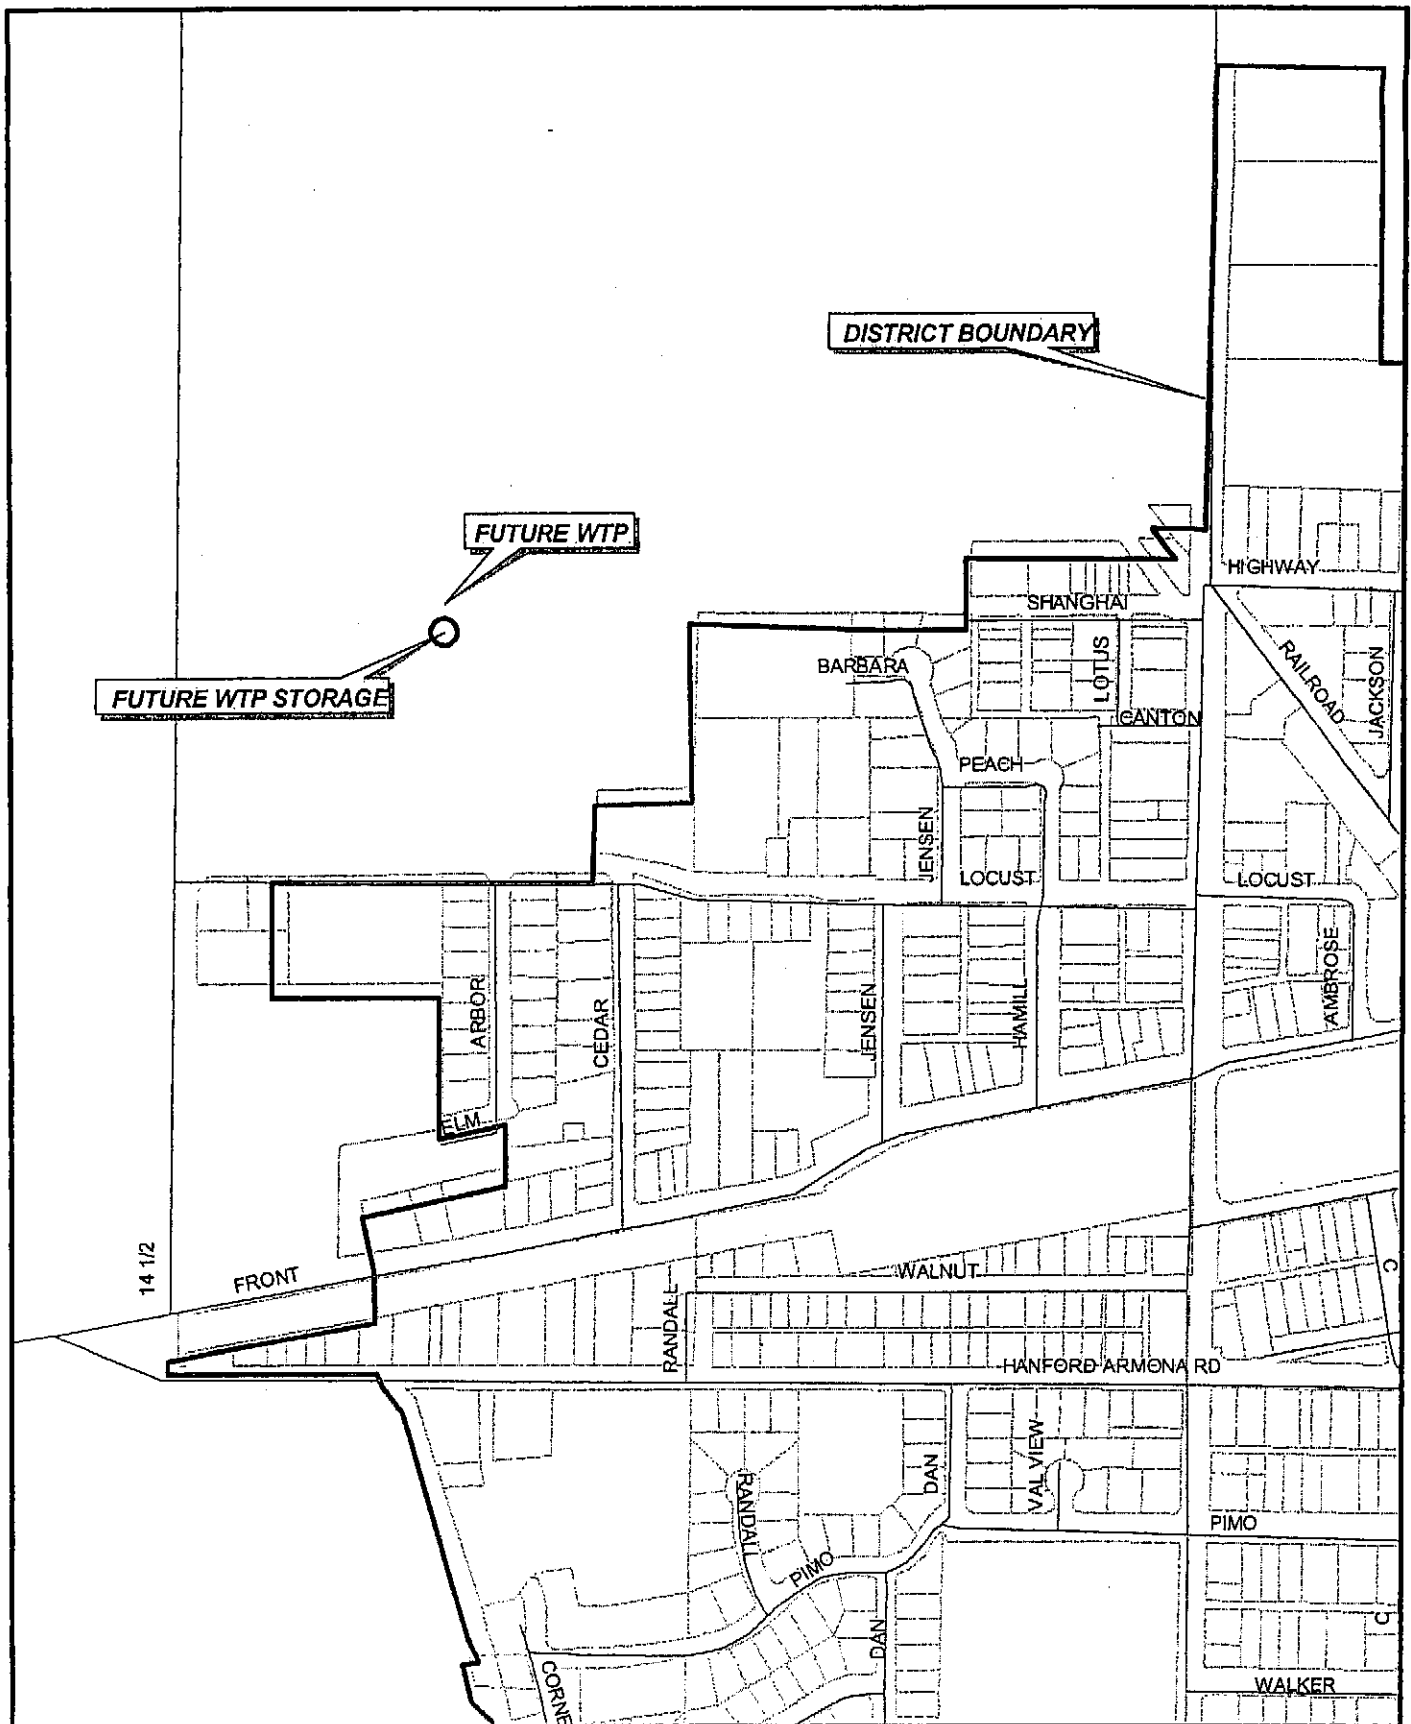 DISTRICT BOUNDARY
FUTURE WTP
HIGHWAY
SHANGHAI
RAILROAD
JACKSON
LOTUS
BARBARA
FUTURE WTP STORAGE
CANTON
PEACH
JENSEN
LOCUST
LOCUST
AMBROSE
ARBOR
CEDAR
JENSEN
HAMILL
ELM
14 1/2
FRONT
WALNUT
C
RANDALL
HANFORD ARMONA RD
DAN
VAL VIEW
RANDALL
PIMO
PIMO
DAN
CORNE
WALKER